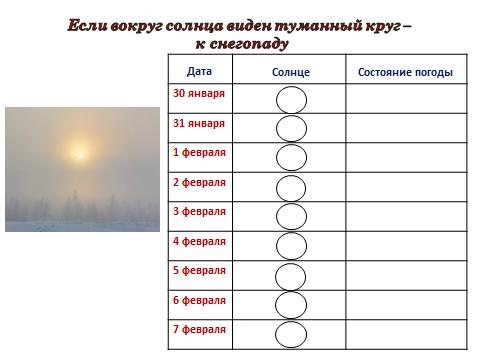 Если вокруг солнца виден туманный круг –
к снегопаду
Дата Солнце Состояние погоды
30 января
31 января
1 февраля
2 февраля
3 февраля
4 февраля
5 февраля
6 февраля
7 февраля